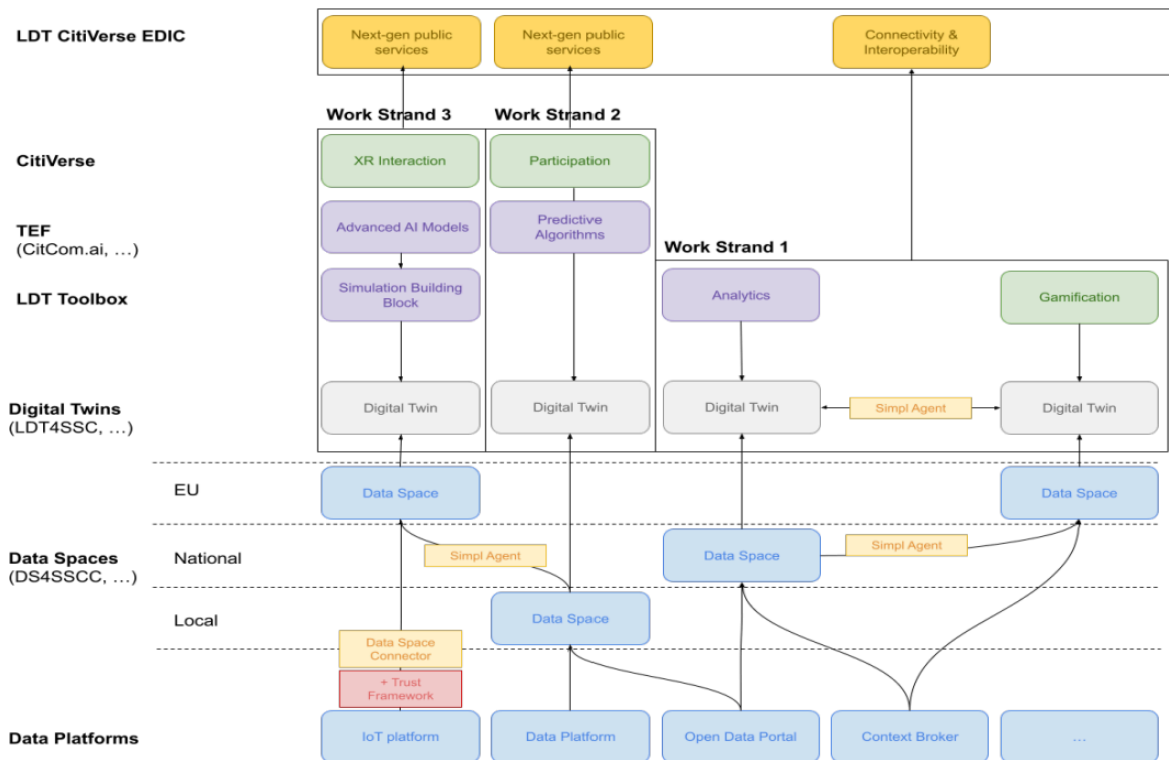 LDT CitiVerse EDIC
Next-gen public
services
Next-gen public
services
Connectivity &
Interoperability
Work Strand 3
Work Strand 2
CitiVerse
XR Interaction
Participation
TEF
(CitCom.ai, …)
Advanced AI Models
Predictive
Algorithms
Work Strand 1
LDT Toolbox
Simulation Building
Block
Analytics
Gamification
Digital Twins
(LDT4SSC, …)
Digital Twin
Digital Twin
Digital Twin
Simpl Agent
Digital Twin
EU
Data Space
Data Space
Data Spaces
(DS4SSCC, …)
National
Simpl Agent
Data Space
Simpl Agent
Local
Data Space
Data Space
Connector
+ Trust
Framework
Data Platforms
IoT platform
Data Platform
Open Data Portal
Context Broker
…